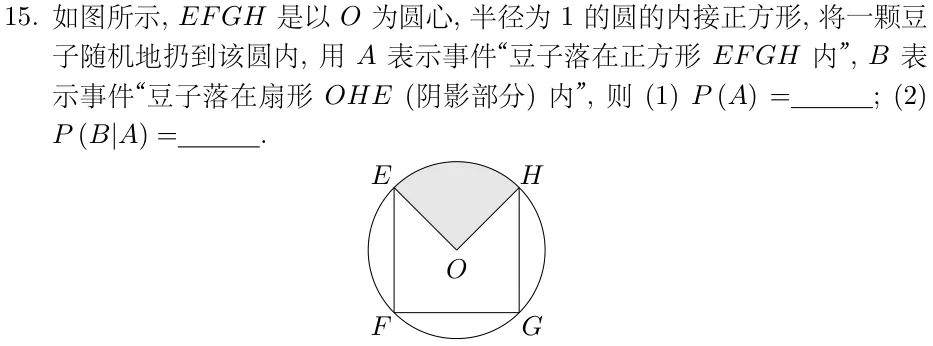 15. 如图所示, EFGH 是以 O 为圆心, 半径为 1 的圆的内接正方形, 将一颗豆
子随机地扔到该圆内, 用 A 表示事件“豆子落在正方形 EFGH 内”, B 表
示事件“豆子落在扇形 OHE (阴影部分) 内”, 则 (1) P (A) =______; (2)
P (B|A) =______.
E H
O
F G